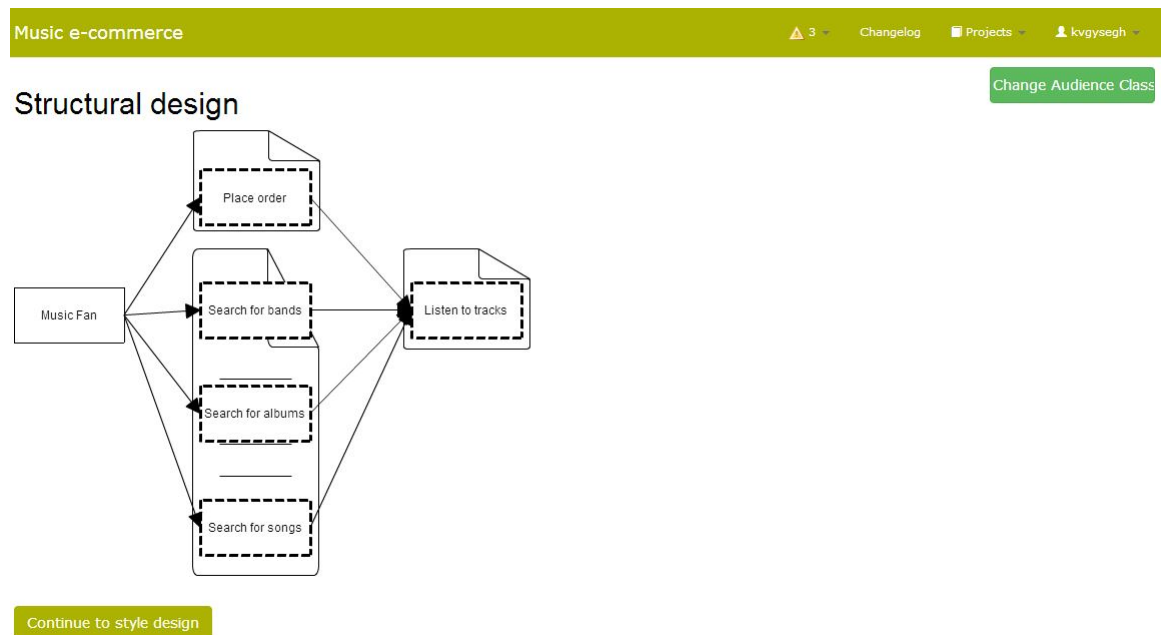 Music e-commerce
3
Changelog
Projects
kvgysegh
Change Audience Class
Structural design
Place order
Music Fan
Search for bands
Listen to tracks
Search for albums
Search for songs
Continue to style design